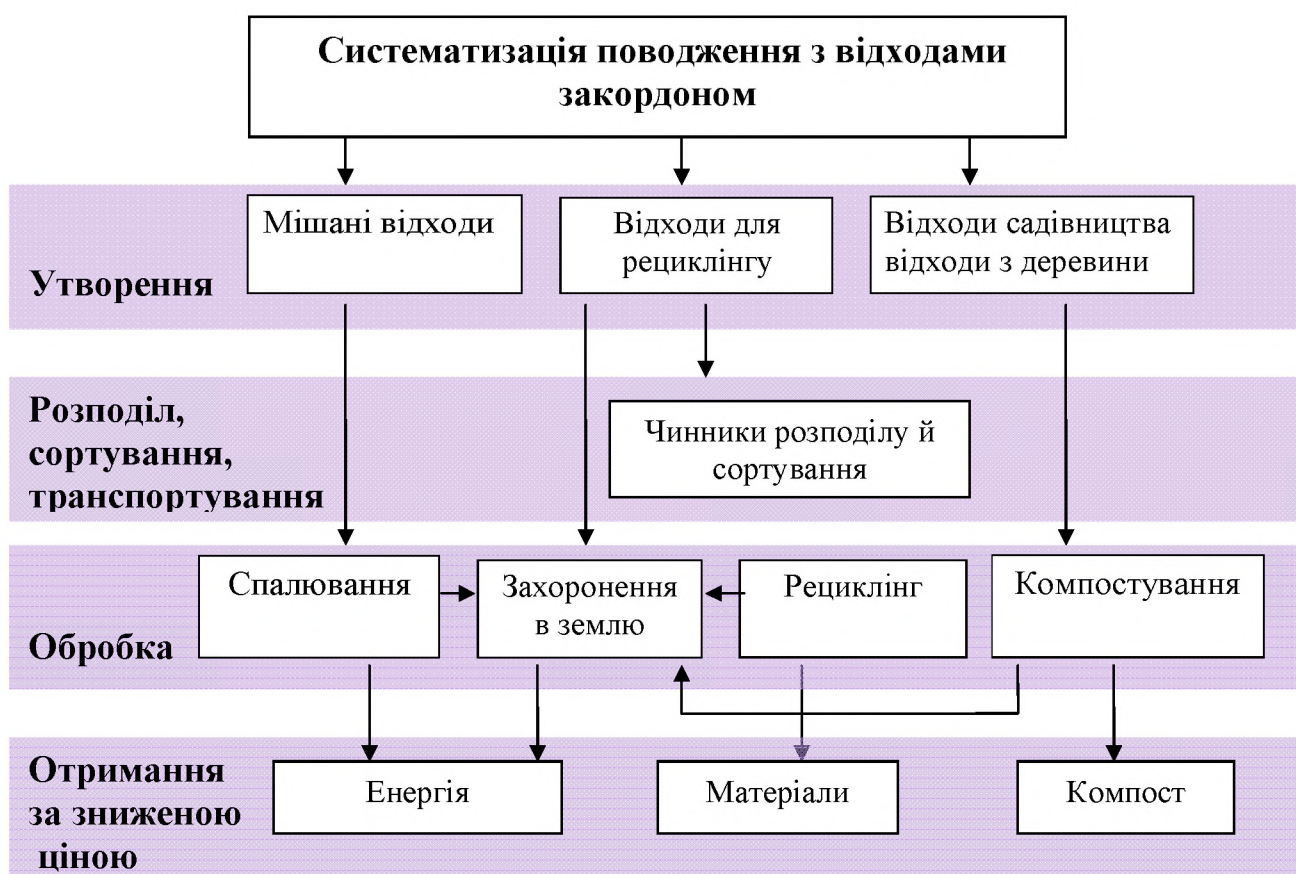 Систематизація поводження з відходами
закордоном
Мішані відходи
Відходи для
рециклінгу
Відходи садівництва
відходи з деревини
Утворення
Розподіл,
сортування,
транспортування
Чинники розподілу й
сортування
Спалювання
Захоронення
в землю
Рециклінг
Компостування
Обробка
Отримання
за зниженою
ціною
Енергія
Матеріали
Компост